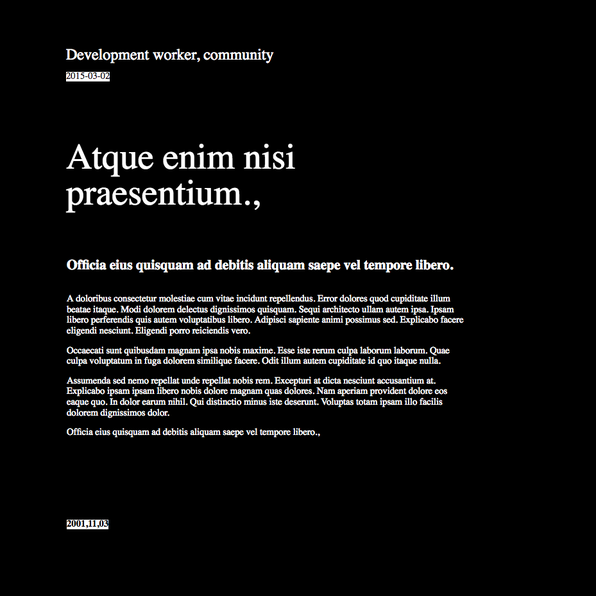 Development worker, community
2015-03-02
Atque enim nisi
praesentium.,
Officia eius quisquam ad debitis aliquam saepe vel tempore libero.
A doloribus consectetur molestiae cum vitae incidunt repellendus. Error dolores quod cupiditate illum
beatae itaque. Modi dolorem delectus dignissimos quisquam. Sequi architecto ullam autem ipsa. Ipsam
libero perferendis quis autem voluptatibus libero. Adipisci sapiente animi possimus sed. Explicabo facere
eligendi nesciunt. Eligendi porro reiciendis vero.
Occaecati sunt quibusdam magnam ipsa nobis maxime. Esse iste rerum culpa laborum laborum. Quae
culpa voluptatum in fuga dolorem similique facere. Odit illum autem cupiditate id quo itaque nulla.
Assumenda sed nemo repellat unde repellat nobis rem. Excepturi at dicta nesciunt accusantium at.
Explicabo ipsam ipsam libero nobis dolore magnam quas dolores. Nam aperiam provident dolore eos
eaque quo. In dolor earum nihil. Qui distinctio minus iste deserunt. Voluptas totam ipsam illo facilis
dolorem dignissimos dolor.
Officia eius quisquam ad debitis aliquam saepe vel tempore libero.,
2001,11,03